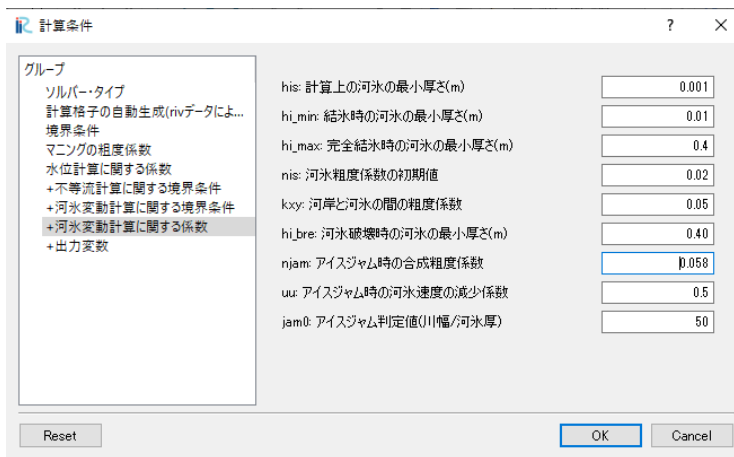 計算条件
? ×
グループ
ソルバー・タイプ
計算格子の自動生成(rivデータによ...
境界条件
マニングの粗度係数
水位計算に関する係数
+不等流計算に関する境界条件
+河氷変動計算に関する境界条件
+河氷変動計算に関する係数
+出力変数
his: 計算上の河氷の最小厚さ(m) 0.001
hi_min: 結氷時の河氷の最小厚さ(m) 0.01
hi_max: 完全結氷時の河氷の最小厚さ(m) 0.4
nis: 河氷粗度係数の初期値 0.02
kxy: 河岸と河氷の間の粗度係数 0.05
hi_bre: 河氷破壊時の河氷の最小厚さ(m) 0.40
njam: アイスジャム時の合成粗度係数 0.058
uu: アイスジャム時の河氷速度の減少係数 0.5
jam0: アイスジャム判定値(川幅/河氷厚) 50
Reset OK Cancel